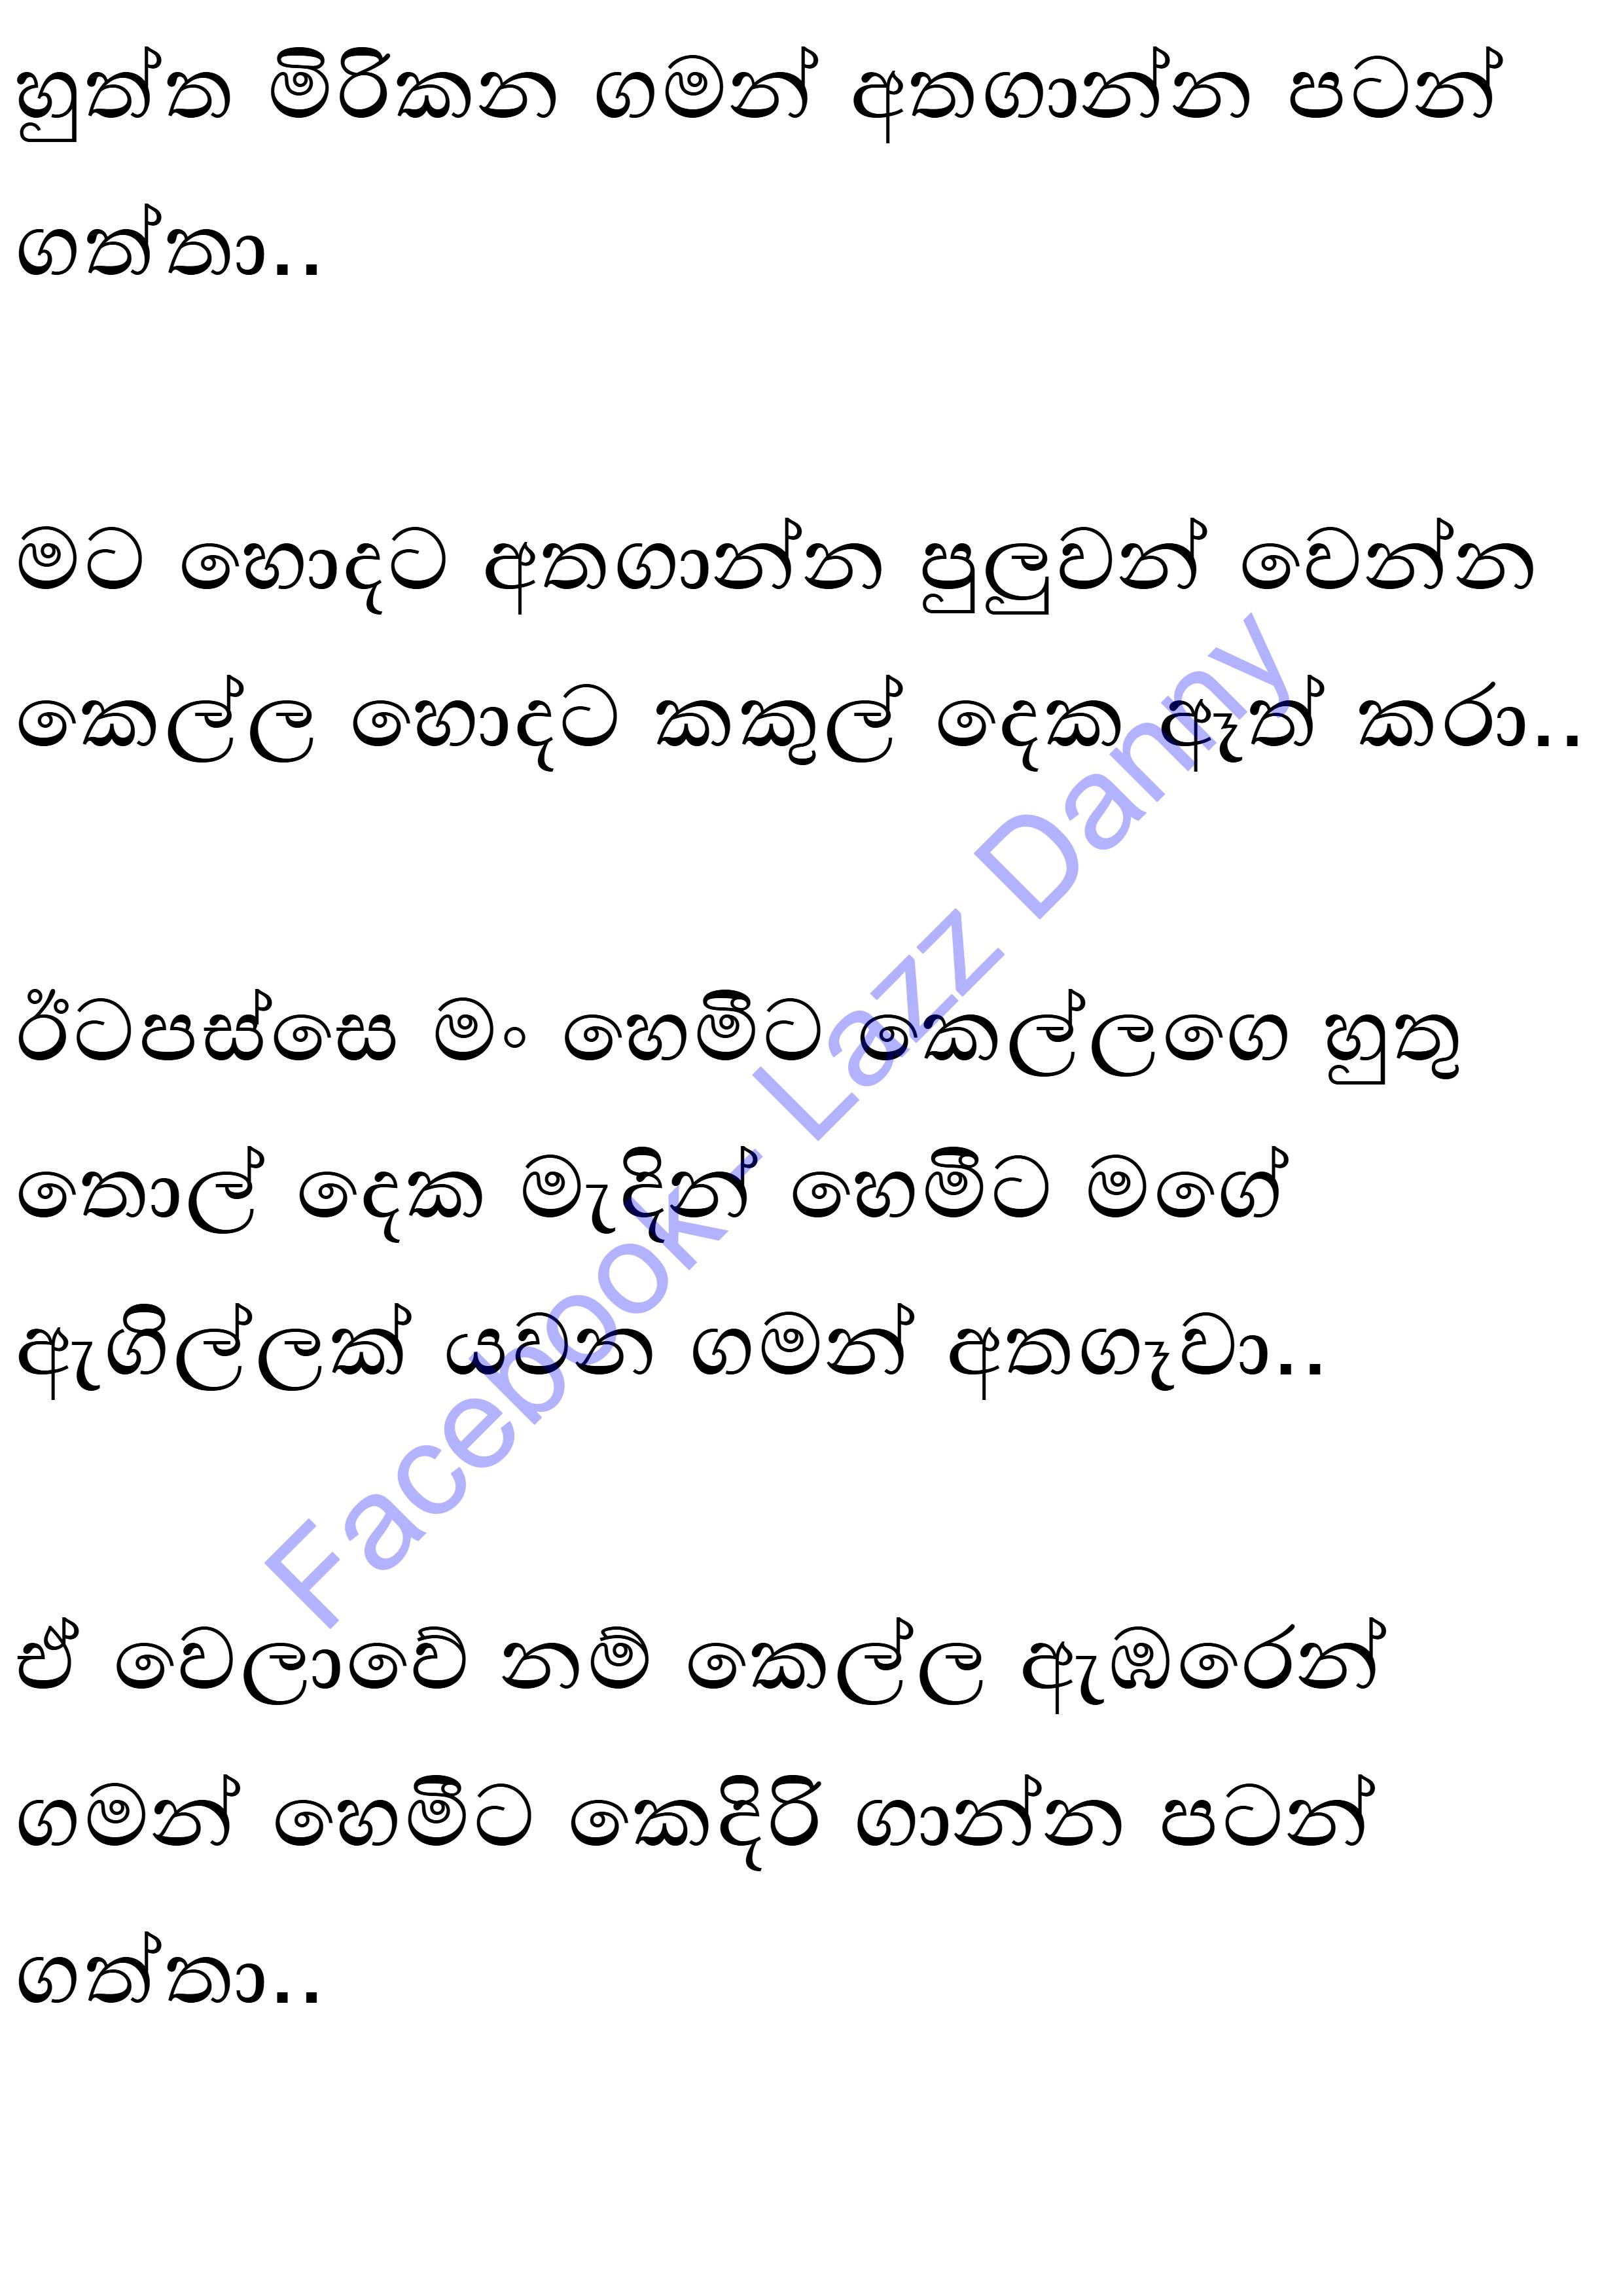 හුත්ත මිරිකන ගමන් අතගාන්න පටන්
ගත්තා..
මට හොදට අතගාන්න පුලුවන් වෙන්න
කෙල්ල හොදට කකුල් දෙක ඈත් කරා..
ඊටපස්සෙ මං හෙමීට කෙල්ලගෙ හුතු
තොල් දෙක මැදින් හෙමීට මගේ
ඇගිල්ලක් යවන ගමන් අතගෑවා..
ඒ වෙලාවේ නම් කෙල්ල ඇඹරෙන්
ගමන් හෙමීට කෙදිරි ගාන්න පටන්
ගත්තා..
Facebook - Lazz Danny